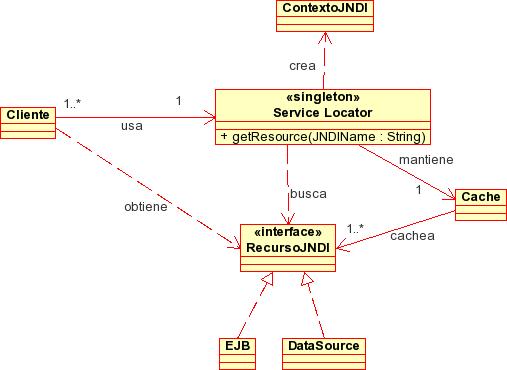 ContextoJNDI
crea
«singleton»
Service Locator
+ getResource(JNDIName : String)
Cliente
1..*
1
usa
mantiene
1
Cache
busca
obtiene
1..*
cachea
«interface»
RecursoJNDI
EJB
DataSource